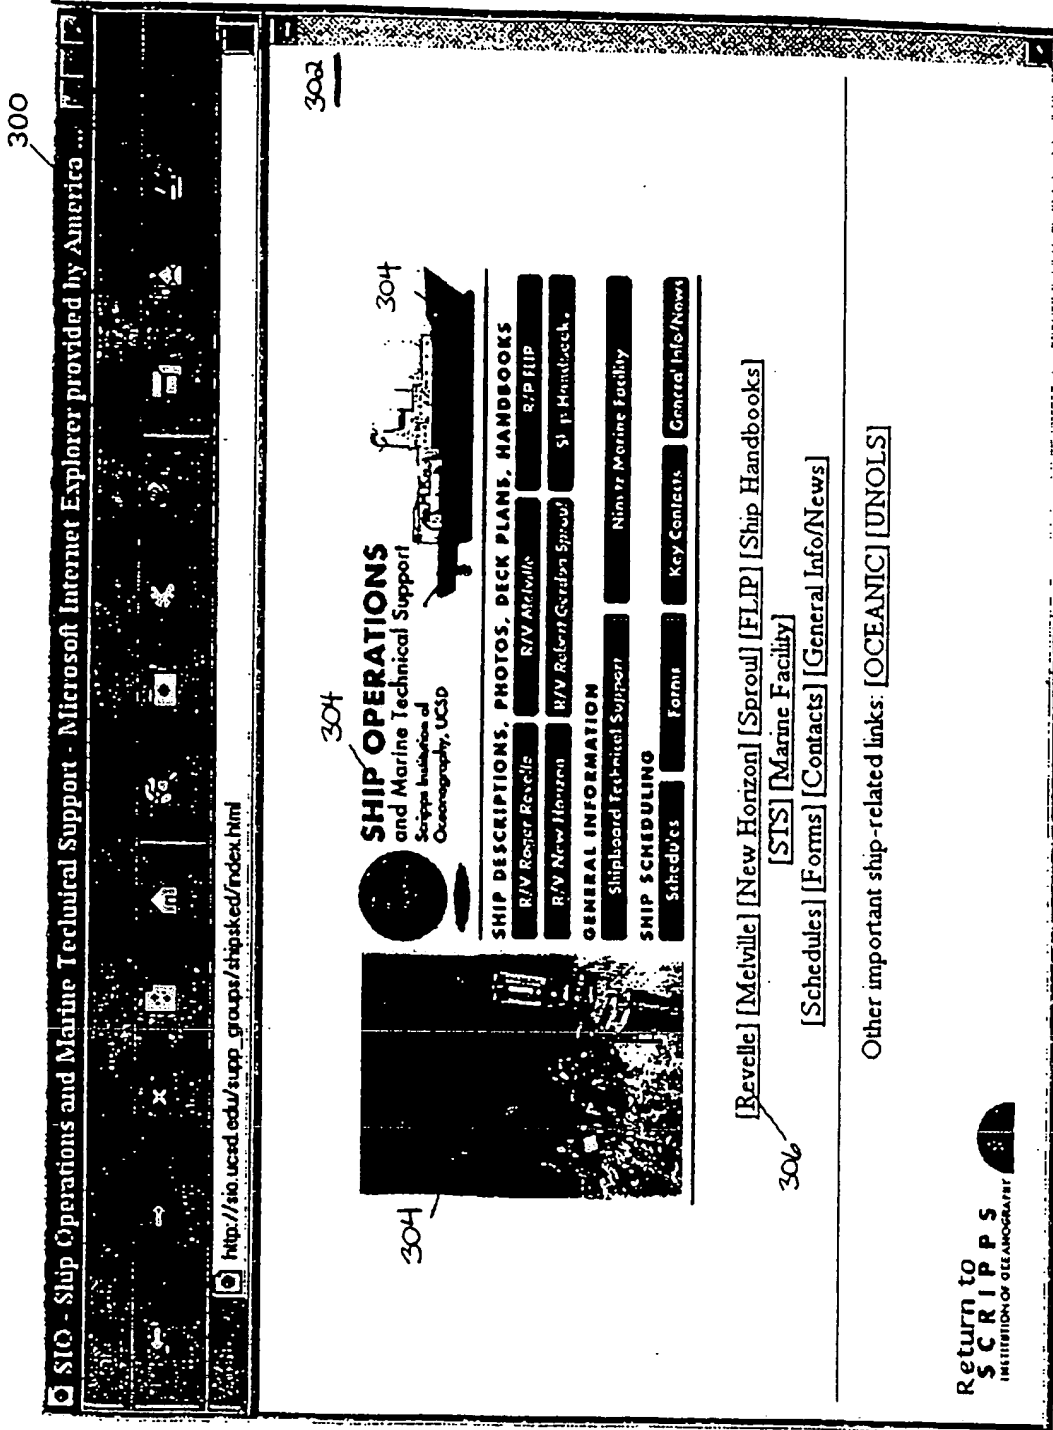 300
SIO - Ship Operations and Marine Technical Support - Microsoft Internet Explorer provided by America ...
http://sio.ucsd.edu/supp_groups/shipsked/index.html
302
304
304
SHIP OPERATIONS
and Marine Technical Support
Scripps Institution of
Oceanography, UCSD
304
SHIP DESCRIPTIONS, PHOTOS, DECK PLANS, HANDBOOKS
R/V Roger Revelle R/V Melville R/P FLIP
R/V New Horizon R/V Robert Gordon Sproul Ship Handbooks
GENERAL INFORMATION
Shipboard Technical Support Nimitz Marine Facility
SHIP SCHEDULING
Schedules Forms Key Contacts General Info/News
[Revelle] [Melville] [New Horizon] [Sproul] [FLIP] [Ship Handbooks]
[STS] [Marine Facility]
[Schedules] [Forms] [Contacts] [General Info/News]
306
Other important ship-related links: [OCEANIC] [UNOLS]
Return to
SCRIPPS
INSTITUTION OF OCEANOGRAPHY